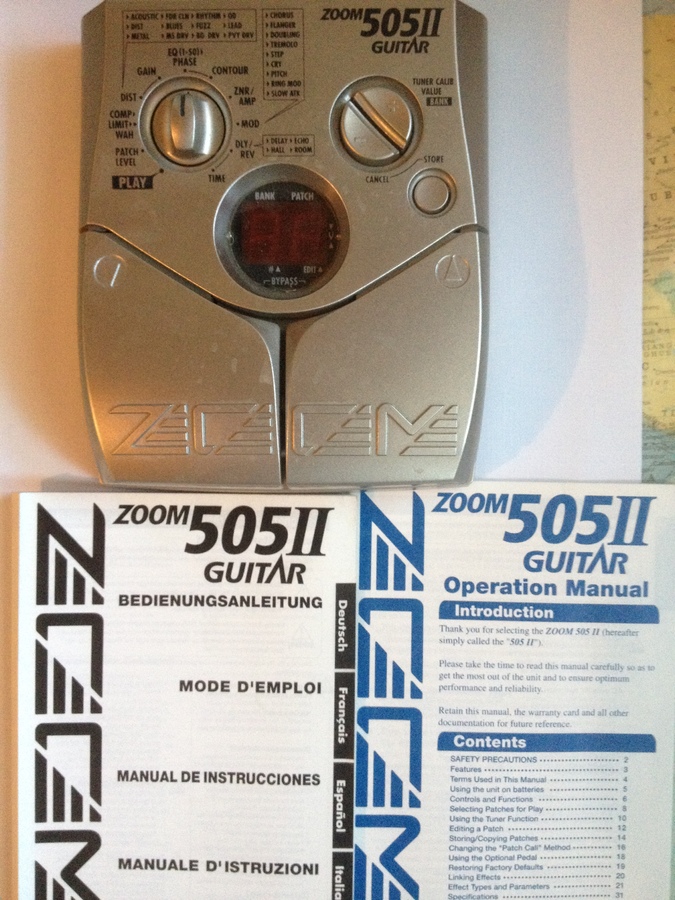 ZOOM 505II
GUITAR
ACOUSTIC FOR CLN RHYTHM OD
DIST BLUES FUZZ LEAD
METAL MS DRV BG DRV PVY DRV
CHORUS
FLANGER
DOUBLING
TREMOLO
STEP
CRY
PITCH
RING MOD
SLOW ATK
EQ(1-50)
PHASE
GAIN
CONTOUR
DIST
ZNR/
AMP
COMP
LIMIT
WAH
MOD
PATCH
LEVEL
DLY/
REV
DELAY ECHO
HALL ROOM
PLAY
TIME
TUNER CALIB
VALUE
BANK
+
−
CANCEL
STORE
BANK PATCH
EDIT
BYPASS
ZOOM
ZOOM
ZOOM 505II
GUITAR
BEDIENUNGSANLEITUNG
Deutsch
MODE D'EMPLOI
Français
MANUAL DE INSTRUCCIONES
Español
MANUALE D'ISTRUZIONI
ZOOM
ZOOM 505II
GUITAR
Operation Manual
Introduction
Thank you for selecting the ZOOM 505 II (hereafter
simply called the "505 II").
Please take the time to read this manual carefully so as to
get the most out of the unit and to ensure optimum
performance and reliability.
Retain this manual, the warranty card and all other
documentation for future reference.
Contents
SAFETY PRECAUTIONS 2
Features 3
Terms Used in This Manual 4
Using the unit on batteries 5
Controls and Functions 6
Selecting Patches for Play 8
Using the Tuner Function 10
Editing a Patch 12
Storing/Copying Patches 14
Changing the "Patch Call" Method 16
Using the Optional Pedal 18
Restoring Factory Defaults 19
Linking Effects 20
Effect Types and Parameters 21
Specifications 31